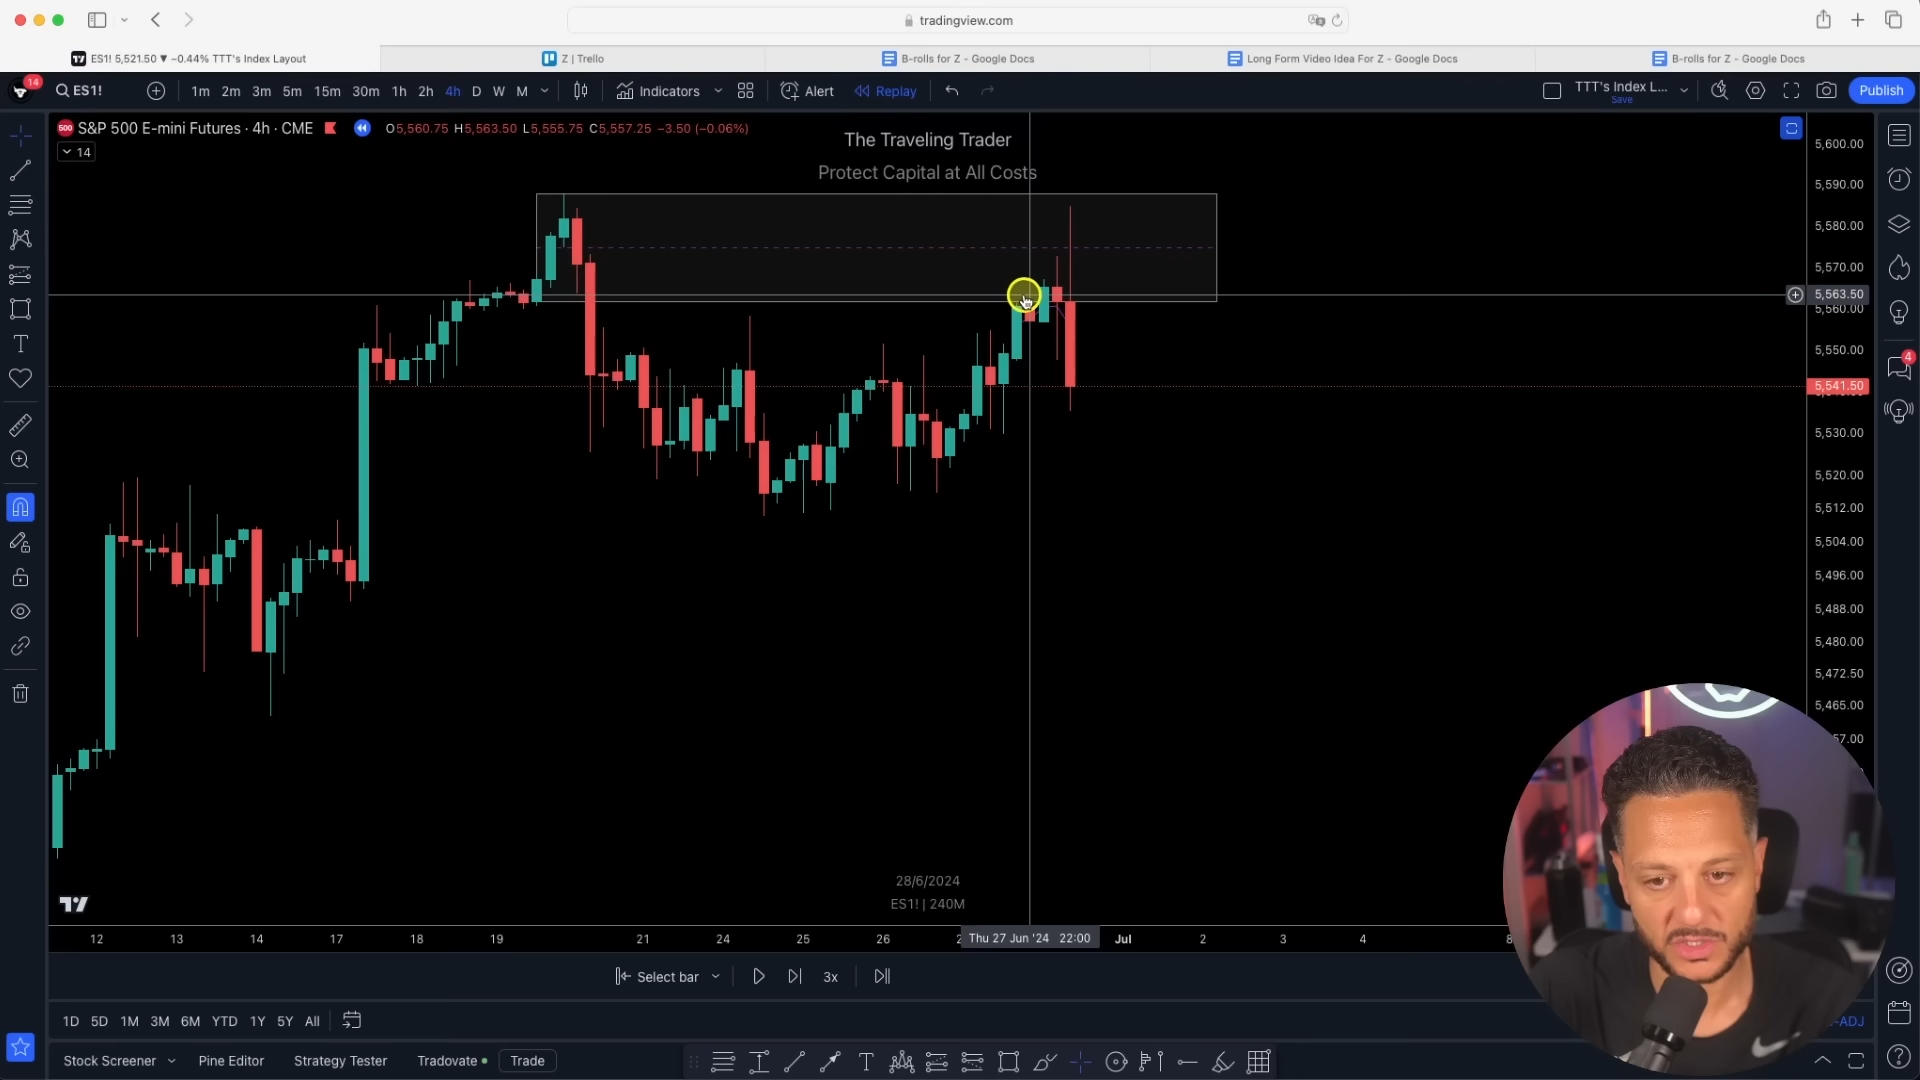 tradingview.com
ES1! 5,521.50 ▼ −0.44% TTT's Index Layout
Z | Trello
B-rolls for Z - Google Docs
Long Form Video Idea For Z - Google Docs
B-rolls for Z - Google Docs
14
ES1!
1m 2m 3m 5m 15m 30m 1h 2h 4h D W M
Indicators
Alert
Replay
TTT's Index L...
Save
Publish
500 S&P 500 E-mini Futures · 4h · CME
O5,560.75 H5,563.50 L5,555.75 C5,557.25 −3.50 (−0.06%)
14
The Traveling Trader
Protect Capital at All Costs
5,600.00
5,590.00
5,580.00
5,570.00
5,563.50
5,560.00
5,550.00
5,541.50
5,530.00
5,520.00
5,512.00
5,504.00
5,496.00
5,488.00
5,480.00
5,472.50
5,465.00
4
28/6/2024
ES1! | 240M
12 13 14 17 18 19 21 24 25 26 Thu 27 Jun '24 22:00 Jul 2 3 4 8
Select bar
3x
1D 5D 1M 3M 6M YTD 1Y 5Y All
-ADJ
Stock Screener
Pine Editor
Strategy Tester
Tradovate
Trade